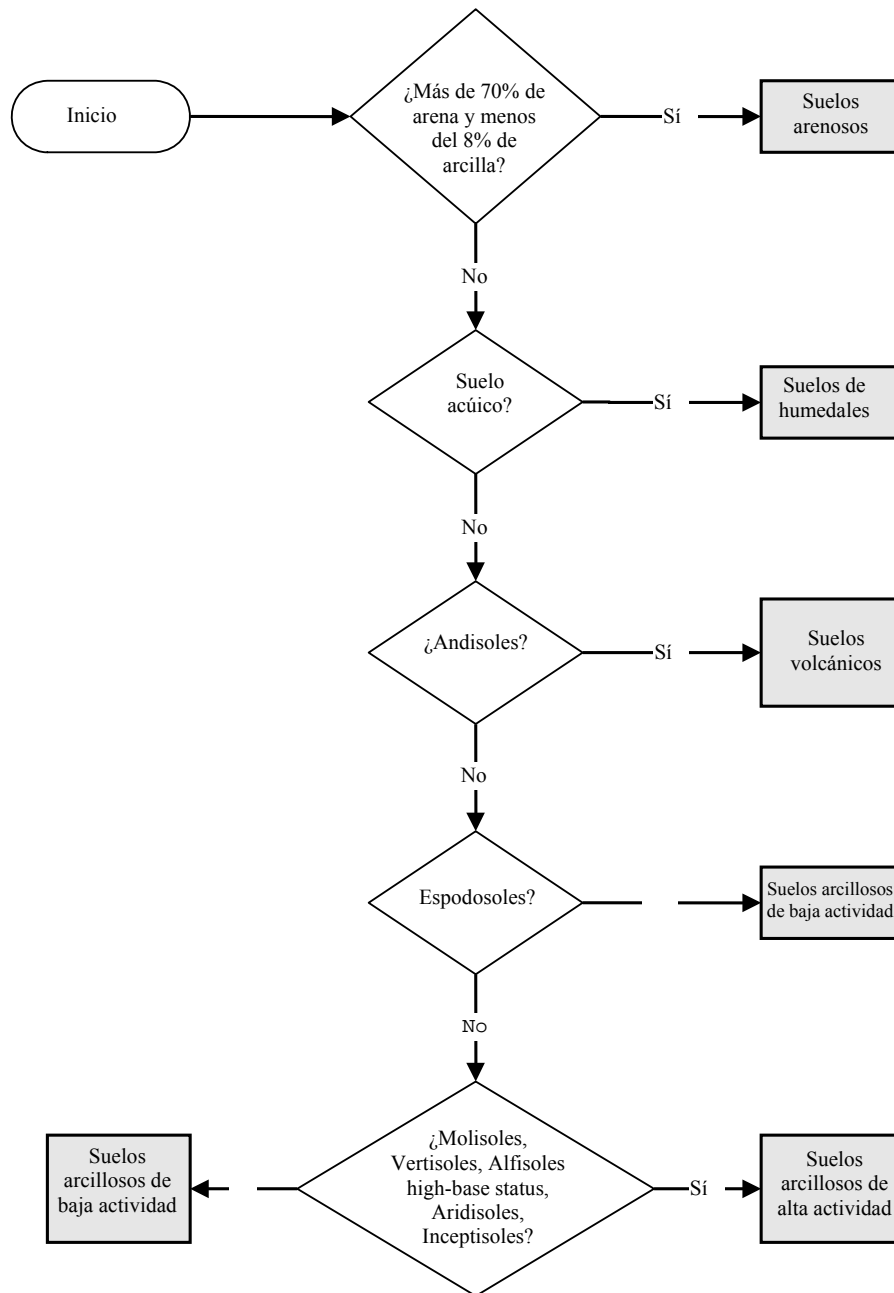 Inicio
¿Más de 70% de
arena y menos
del 8% de
arcilla?
Sí
Suelos
arenosos
No
Suelo
acúico?
Sí
Suelos de
humedales
No
¿Andisoles?
Sí
Suelos
volcánicos
No
Espodosoles?
Suelos arcillosos
de baja actividad
No
Suelos
arcillosos de
baja actividad
¿Molisoles,
Vertisoles, Alfisoles
high-base status,
Aridisoles,
Inceptisoles?
Sí
Suelos
arcillosos de
alta actividad